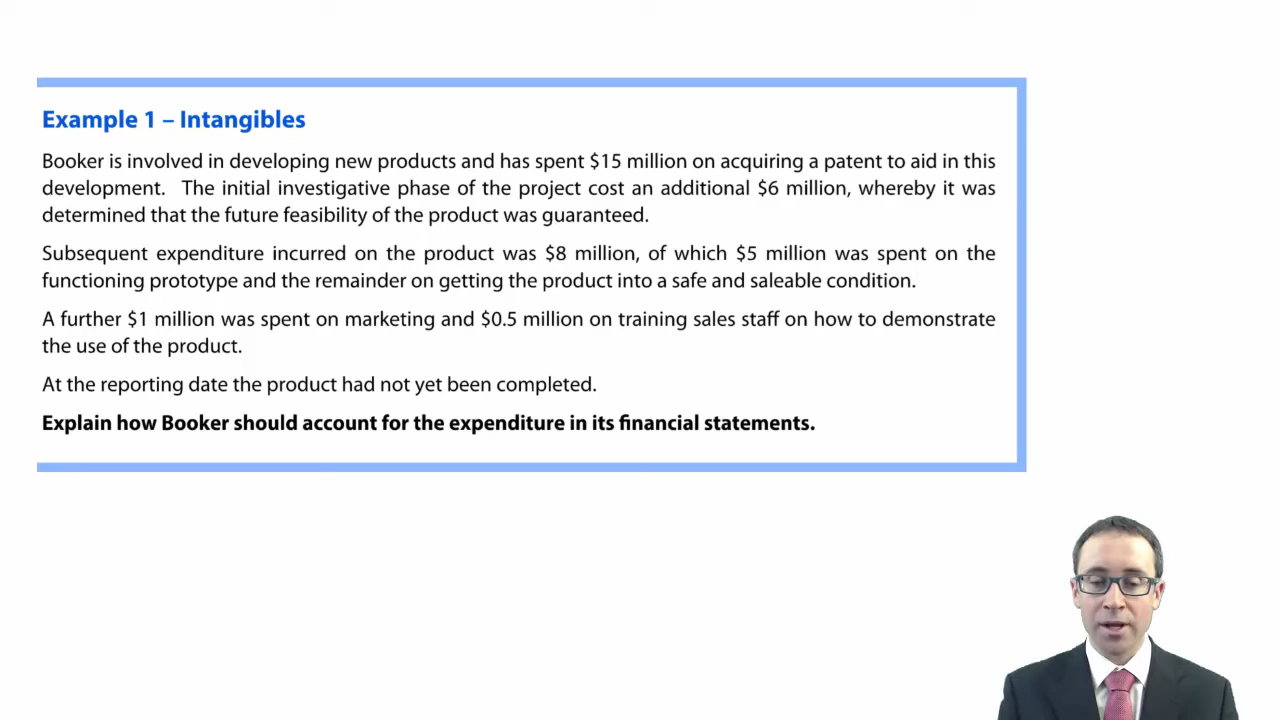 Example 1 – Intangibles
Booker is involved in developing new products and has spent $15 million on acquiring a patent to aid in this
development. The initial investigative phase of the project cost an additional $6 million, whereby it was
determined that the future feasibility of the product was guaranteed.
Subsequent expenditure incurred on the product was $8 million, of which $5 million was spent on the
functioning prototype and the remainder on getting the product into a safe and saleable condition.
A further $1 million was spent on marketing and $0.5 million on training sales staff on how to demonstrate
the use of the product.
At the reporting date the product had not yet been completed.
Explain how Booker should account for the expenditure in its financial statements.